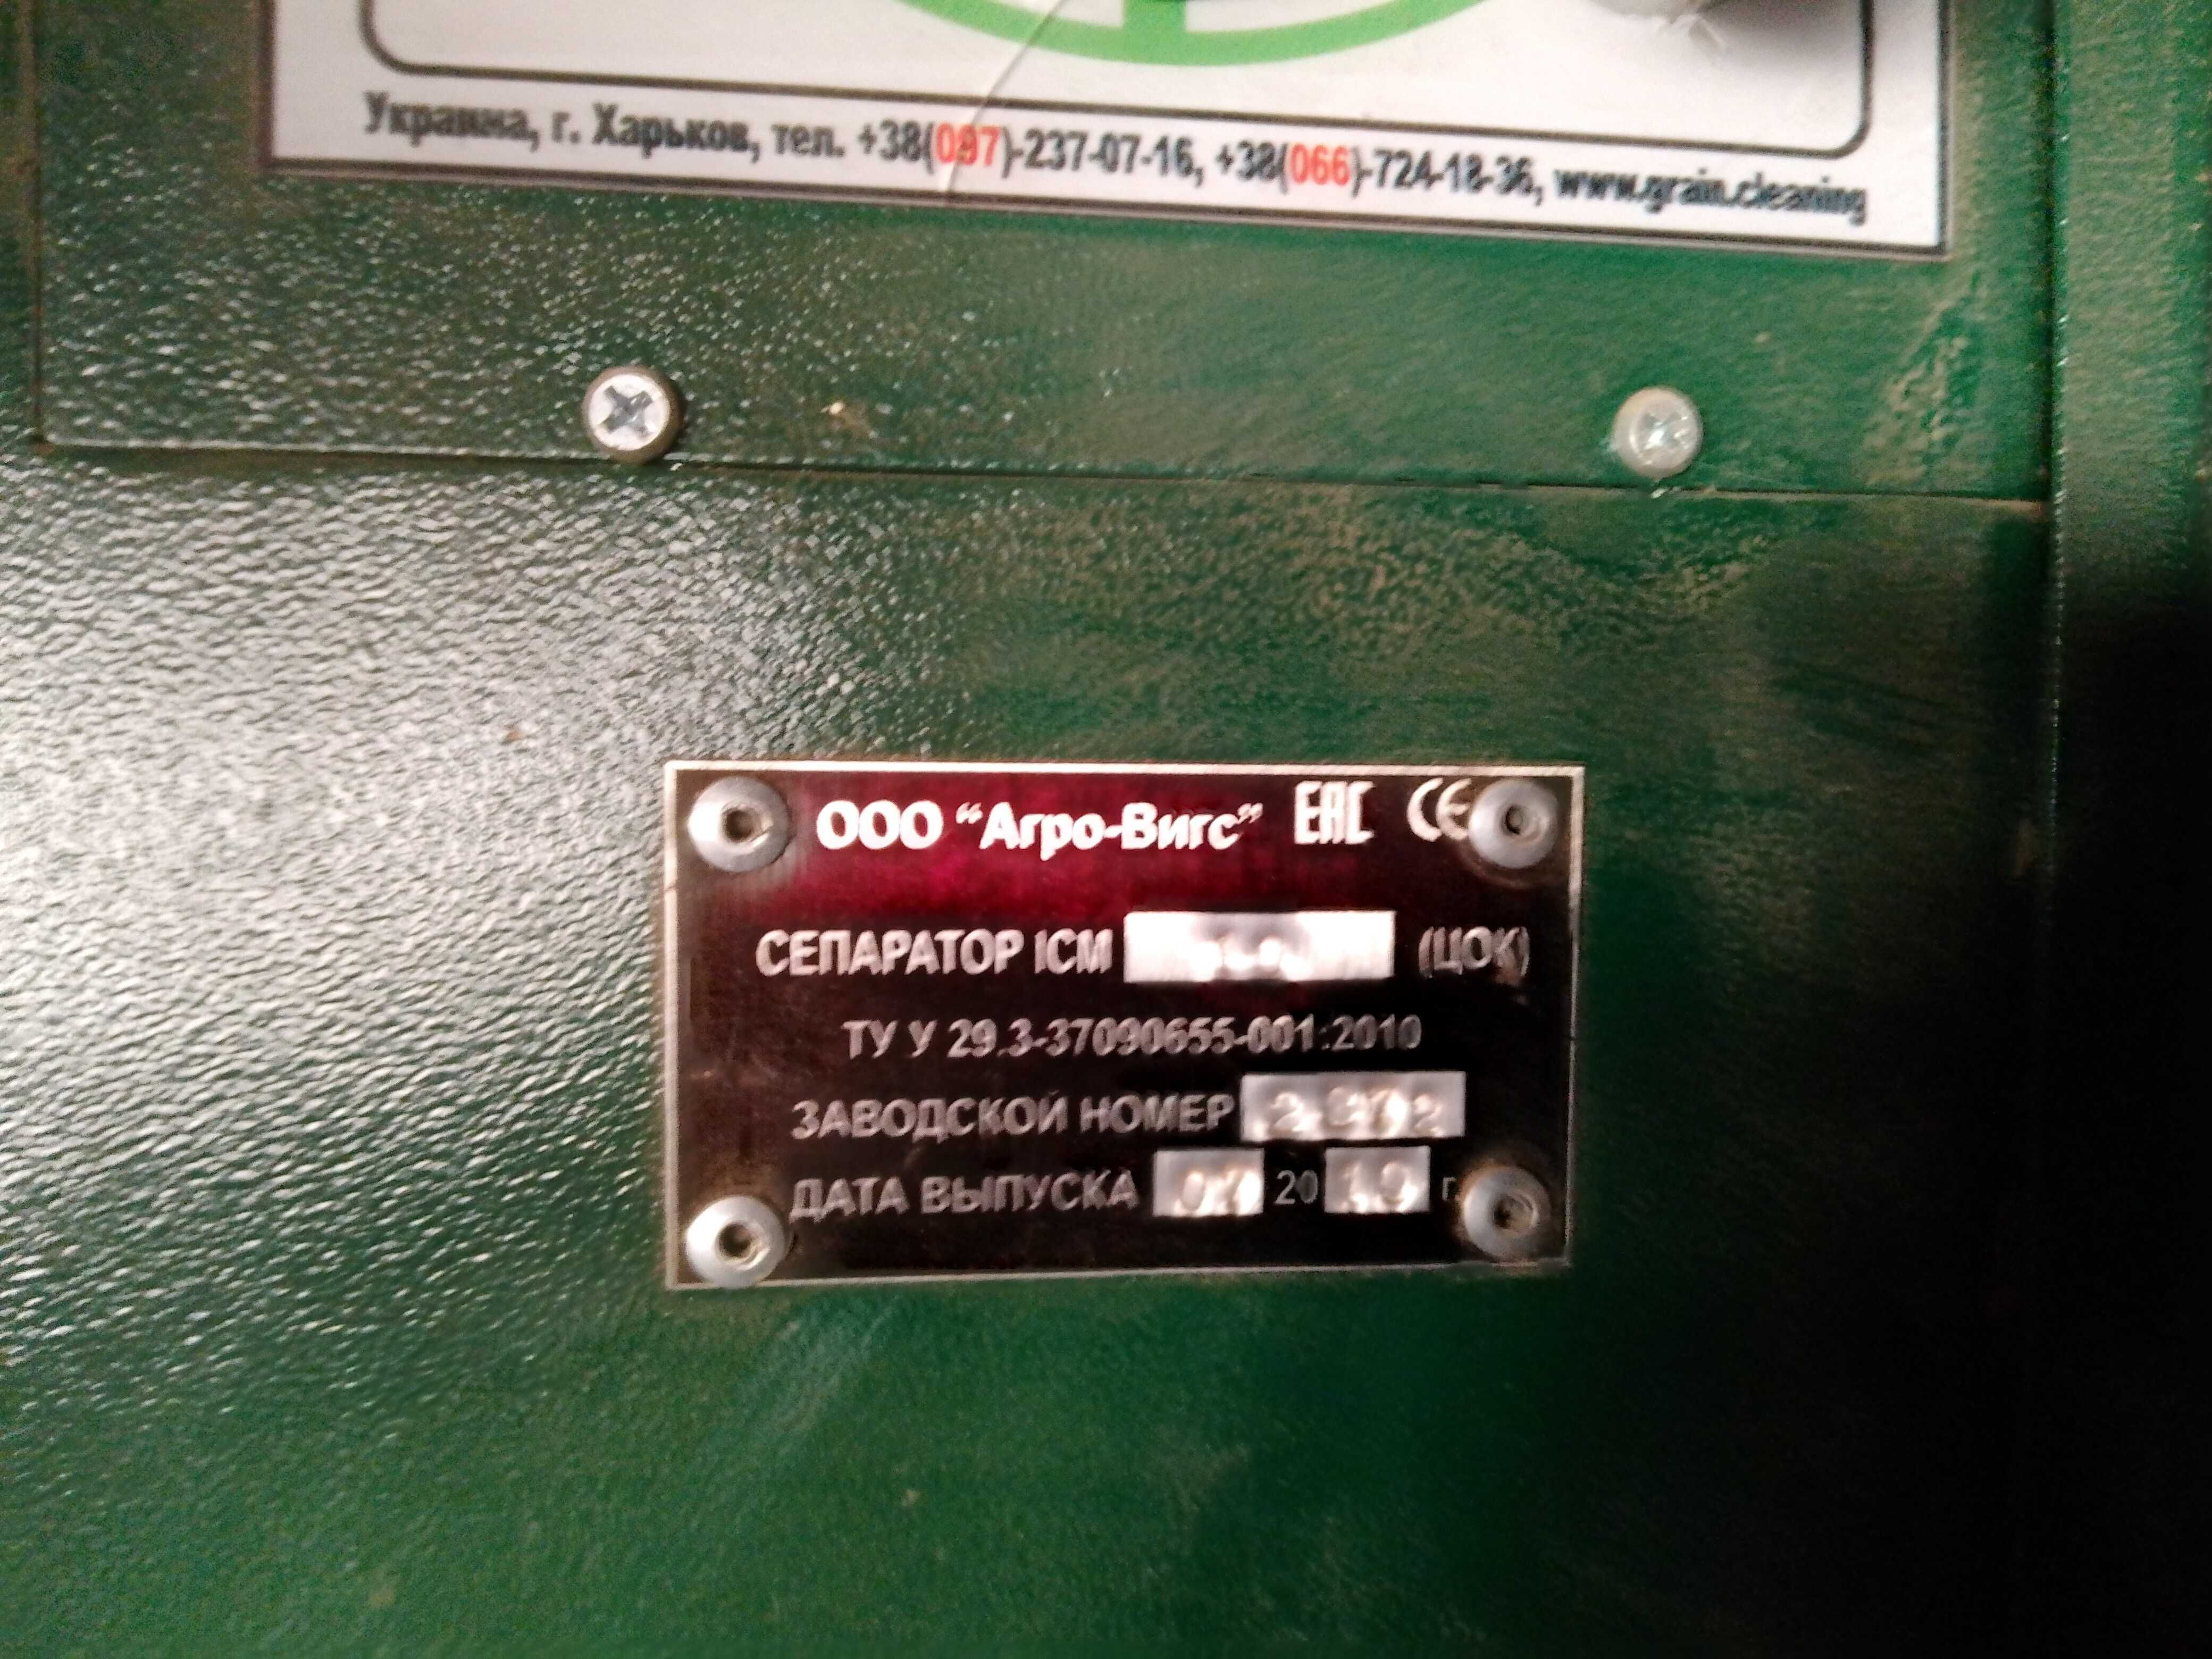 Украина, г. Харьков, тел. +38(097)-237-07-16, +38(066)-724-18-36, www.grain.cleaning
ООО “Агро-Вигс” EAC CE
СЕПАРАТОР ІСМ (ЦОК)
ТУ У 29.3-37090655-001:2010
ЗАВОДСКОЙ НОМЕР
ДАТА ВЫПУСКА 20 19 г.